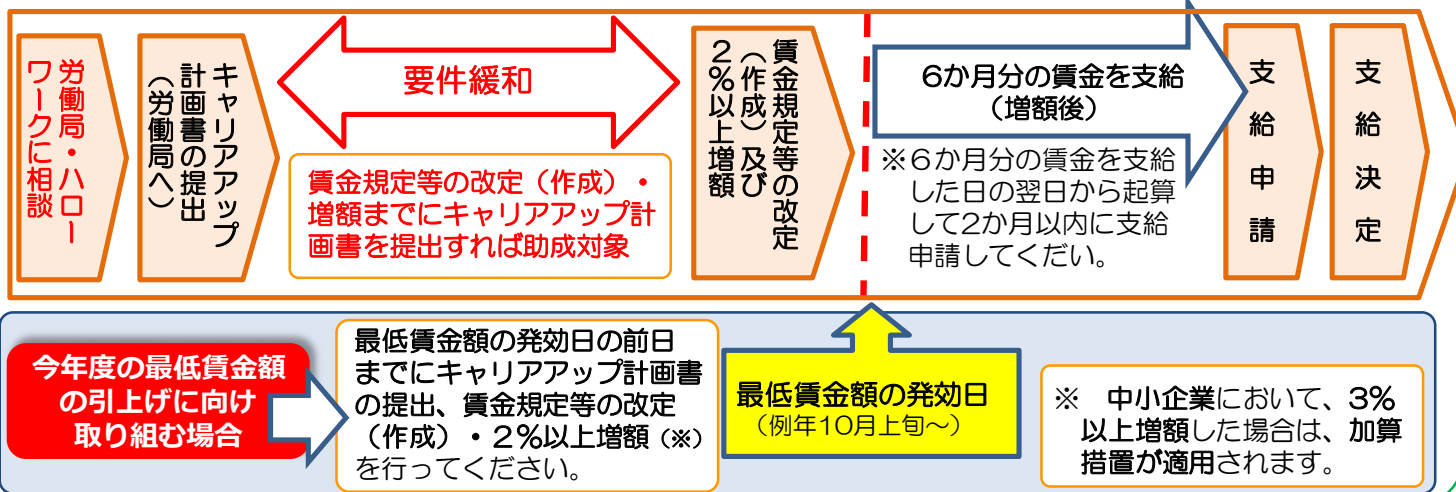 労働局・ハロー
ワークに相談
キャリアアップ
計画書の提出
（労働局へ）
要件緩和
賃金規定等の改定（作成）・
増額までにキャリアアップ計
画書を提出すれば助成対象
賃金規定等の改定
（作成）及び
２％以上増額
6か月分の賃金を支給
（増額後）
※６か月分の賃金を支給
した日の翌日から起算
して2か月以内に支給
申請してくだい。
支給申請
支給決定
今年度の最低賃金額
の引上げに向け
取り組む場合
最低賃金額の発効日の前日
までにキャリアアップ計画書
の提出、賃金規定等の改定
（作成）・２％以上増額（※）
を行ってください。
最低賃金額の発効日
（例年10月上旬～）
※　中小企業において、3％
以上増額した場合は、加算
措置が適用されます。